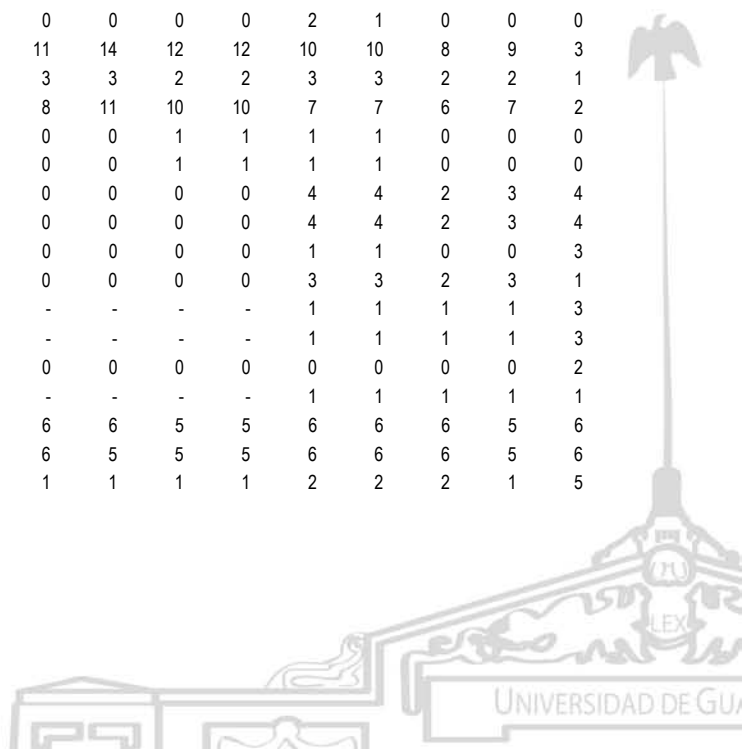 0 0 0 0 2 1 0 0 0
11 14 12 12 10 10 8 9 3
3 3 2 2 3 3 2 2 1
8 11 10 10 7 7 6 7 2
0 0 1 1 1 1 0 0 0
0 0 1 1 1 1 0 0 0
0 0 0 0 4 4 2 3 4
0 0 0 0 4 4 2 3 4
0 0 0 0 1 1 0 0 3
0 0 0 0 3 3 2 3 1
- - - - 1 1 1 1 3
- - - - 1 1 1 1 3
0 0 0 0 0 0 0 0 2
- - - - 1 1 1 1 1
6 6 5 5 6 6 6 5 6
6 5 5 5 6 6 6 5 6
1 1 1 1 2 2 2 1 5
LEX
UNIVERSIDAD DE GUA